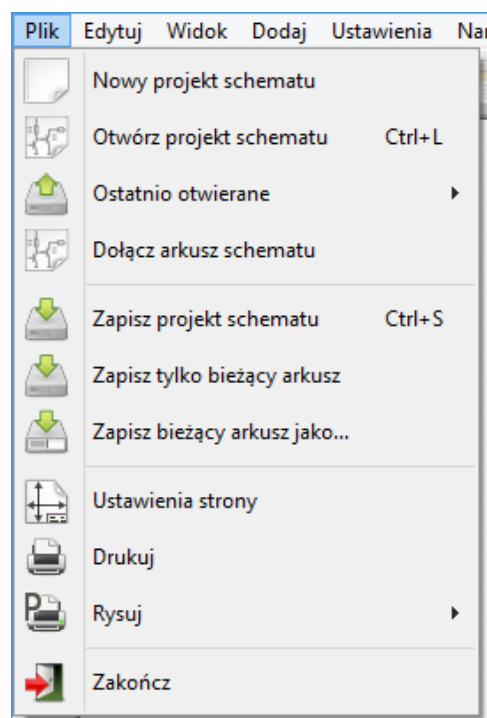 Plik Edytuj Widok Dodaj Ustawienia
Nowy projekt schematu
Otwórz projekt schematu Ctrl+L
Ostatnio otwierane
Dołącz arkusz schematu
Zapisz projekt schematu Ctrl+S
Zapisz tylko bieżący arkusz
Zapisz bieżący arkusz jako...
Ustawienia strony
Drukuj
Rysuj
Zakończ